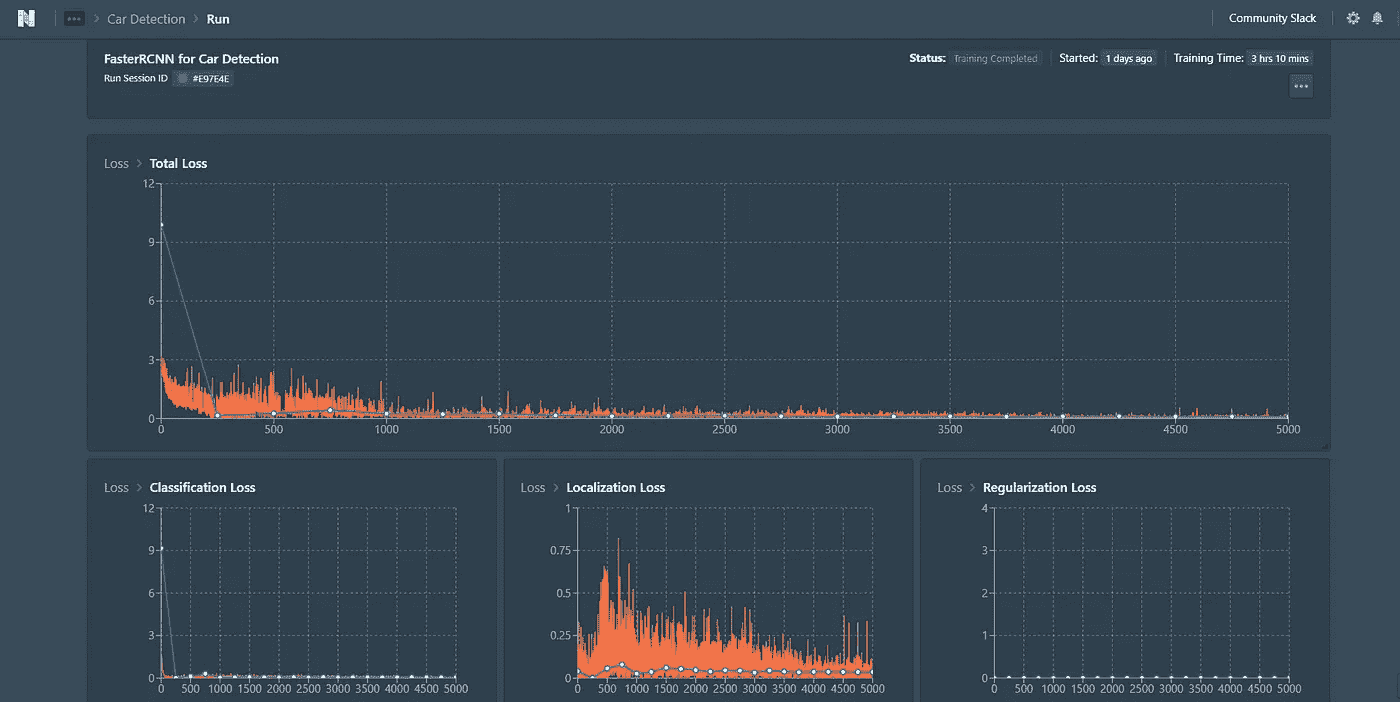 N ••• > Car Detection > Run Community Slack
FasterRCNN for Car Detection Status: Training Completed Started: 1 days ago Training Time: 3 hrs 10 mins
Run Session ID #E97E4E
•••
Loss > Total Loss
12
9
6
3
0
0 500 1000 1500 2000 2500 3000 3500 4000 4500 5000
Loss > Classification Loss
12
9
6
3
0
0 500 1000 1500 2000 2500 3000 3500 4000 4500 5000
Loss > Localization Loss
1
0.75
0.5
0.25
0
0 500 1000 1500 2000 2500 3000 3500 4000 4500 5000
Loss > Regularization Loss
4
3
2
1
0
0 500 1000 1500 2000 2500 3000 3500 4000 4500 5000